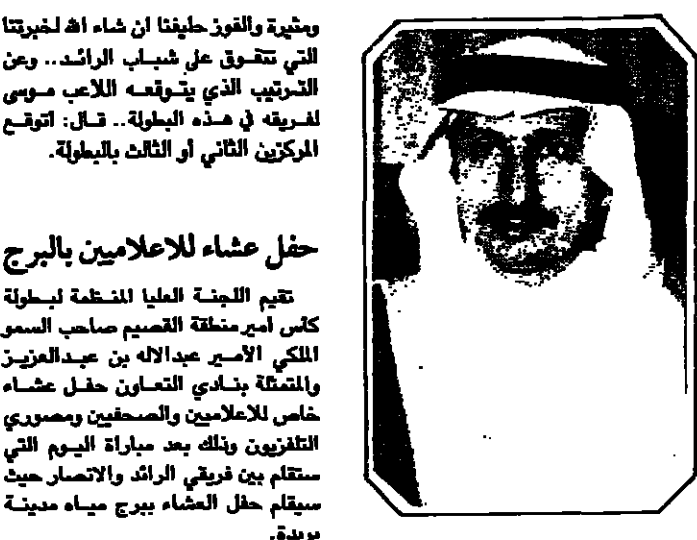 ومثيرة والفوز حليفنا ان شاء الله لخبرتنا
التي تتفوق على شباب الرائد.. وعن
الترتيب الذي يتوقعه اللاعب موسى
لفريقه في هذه البطولة.. قال: اتوقع
المركزين الثاني أو الثالث بالبطولة.
حفل عشاء للاعلاميين بالبرج
تقيم اللجنة العليا المنظمة لبطولة
كأس امير منطقة القصيم صاحب السمو
الملكي الأمير عبدالاله بن عبدالعزيز
والمتمثلة بنادي التعاون حفل عشاء
خاص للاعلاميين والصحفيين ومصوري
التلفزيون وذلك بعد مباراة اليوم التي
ستقام بين فريقي الرائد والانصار حيث
سيقام حفل العشاء ببرج مياه مدينة
بريدة.